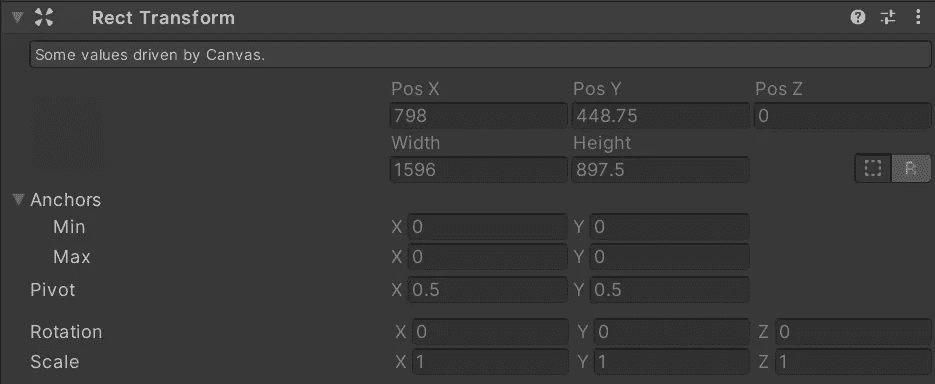 Rect Transform
Some values driven by Canvas.
Pos X Pos Y Pos Z
798 448.75 0
Width Height
1596 897.5
R
Anchors
Min X 0 Y 0
Max X 0 Y 0
Pivot X 0.5 Y 0.5
Rotation X 0 Y 0 Z 0
Scale X 1 Y 1 Z 1